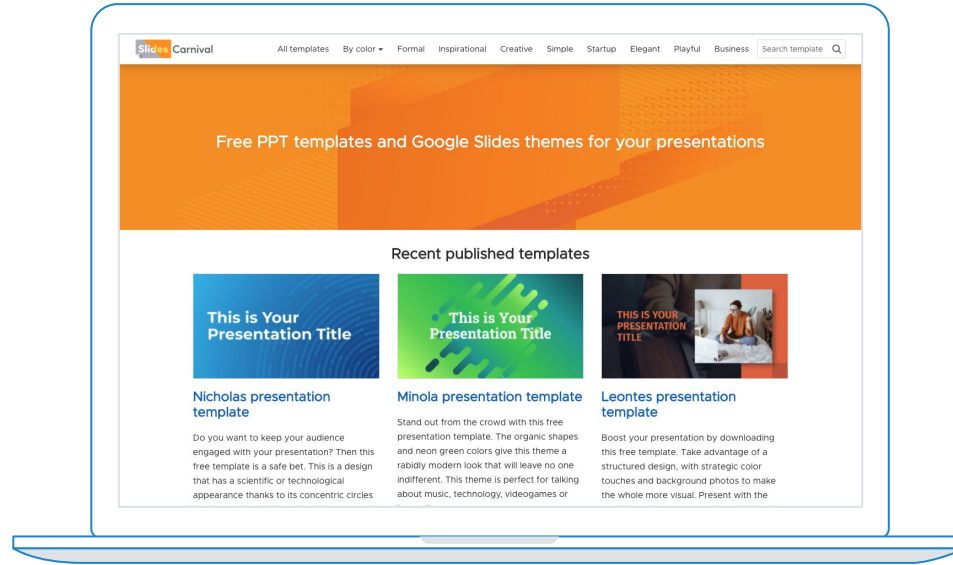 Slides Carnival
All templates By color Formal Inspirational Creative Simple Startup Elegant Playful Business Search template
Free PPT templates and Google Slides themes for your presentations
Recent published templates
This is Your
Presentation Title
This is Your
Presentation Title
THIS IS YOUR
PRESENTATION
TITLE
Nicholas presentation
template
Do you want to keep your audience
engaged with your presentation? Then this
free template is a safe bet. This is a design
that has a scientific or technological
appearance thanks to its concentric circles
Minola presentation template
Stand out from the crowd with this free
presentation template. The organic shapes
and neon green colors give this theme a
rabidly modern look that will leave no one
indifferent. This theme is perfect for talking
about music, technology, videogames or
Leontes presentation
template
Boost your presentation by downloading
this free template. Take advantage of a
structured design, with strategic color
touches and background photos to make
the whole more visual. Present with the